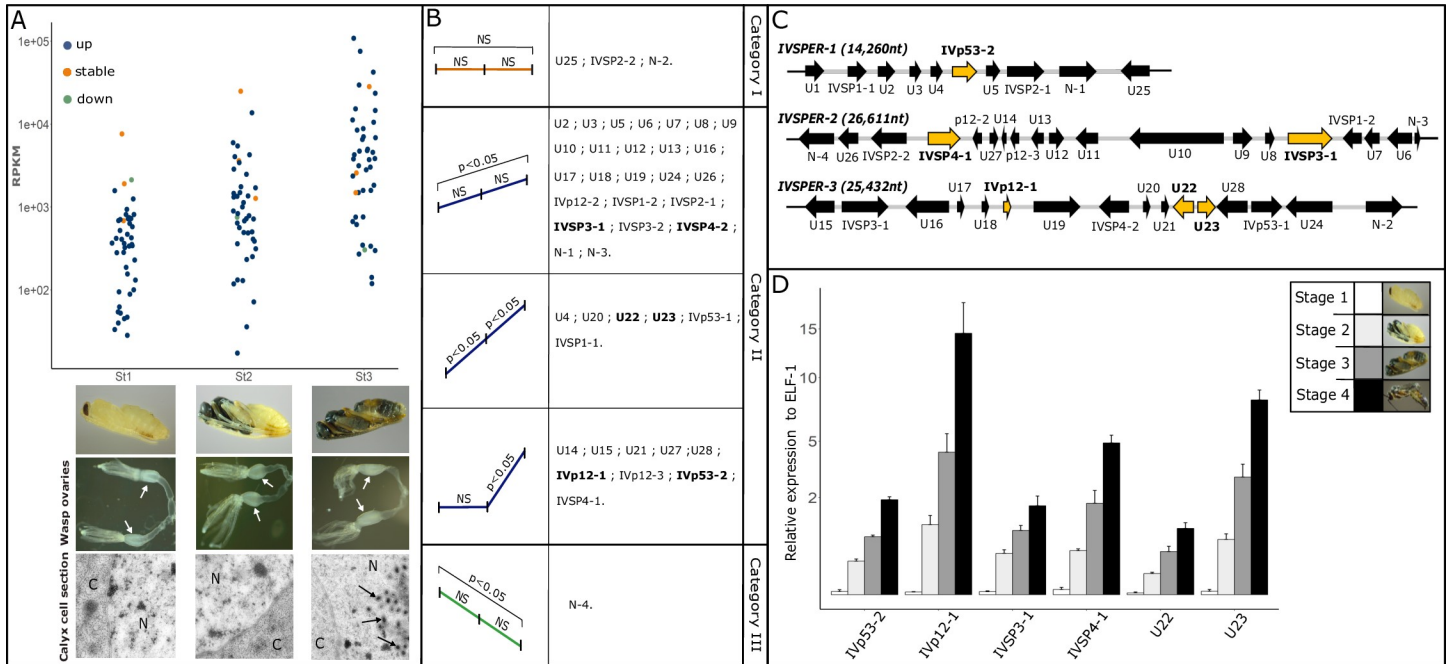 A
1e+05
1e+04
1e+03
1e+02
RPKM
up
stable
down
St1
St2
St3
Wasp ovaries
Calyx cell section
C
N
N
C
N
C
B
NS
NS
NS
U25 ; IVSP2-2 ; N-2.
Category I
p<0.05
NS
NS
U2 ; U3 ; U5 ; U6 ; U7 ; U8 ; U9
U10 ; U11 ; U12 ; U13 ; U16 ;
U17 ; U18 ; U19 ; U24 ; U26 ;
IVp12-2 ; IVSP1-2 ; IVSP2-1 ;
IVSP3-1 ; IVSP3-2 ; IVSP4-2 ;
N-1 ; N-3.
p<0.05
p<0.05
U4 ; U20 ; U22 ; U23 ; IVp53-1 ;
IVSP1-1.
Category II
NS
p<0.05
U14 ; U15 ; U21 ; U27 ;U28 ;
IVp12-1 ; IVp12-3 ; IVp53-2 ;
IVSP4-1.
p<0.05
NS
NS
N-4.
Category III
C
IVSPER-1 (14,260nt)
IVp53-2
U1 IVSP1-1 U2 U3 U4 U5 IVSP2-1 N-1 U25
IVSPER-2 (26,611nt)
p12-2 U14 U13 IVSP1-2 N-3
N-4 U26 IVSP2-2 IVSP4-1 U27 p12-3 U12 U11 U10 U9 U8 IVSP3-1 U7 U6
IVSPER-3 (25,432nt)
U17 IVp12-1 U20 U22 U28
U15 IVSP3-1 U16 U18 U19 IVSP4-2 U21 U23 IVp53-1 U24 N-2
D
Relative expression to ELF-1
15
10
5
2
IVp53-2
IVp12-1
IVSP3-1
IVSP4-1
U22
U23
Stage 1
Stage 2
Stage 3
Stage 4